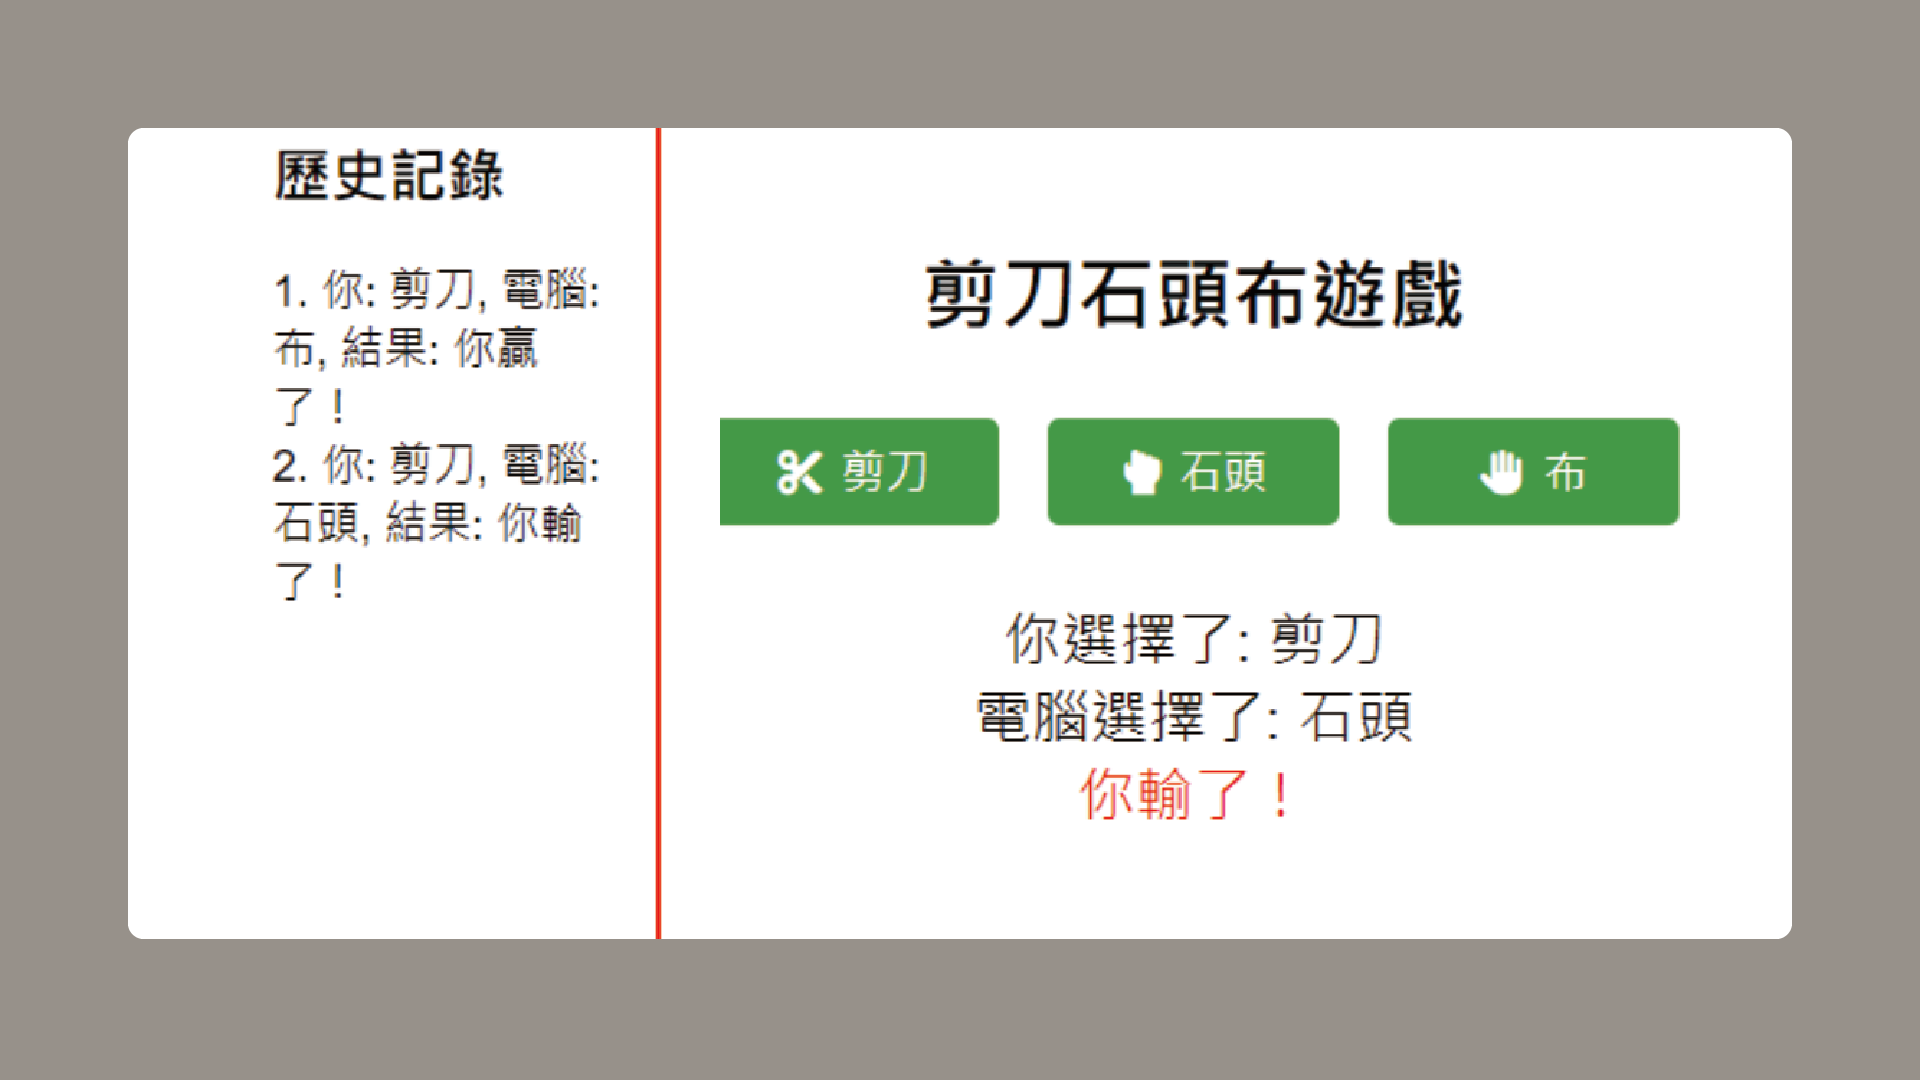 歷史記錄
1. 你: 剪刀, 電腦:
布, 結果: 你贏
了！
2. 你: 剪刀, 電腦:
石頭, 結果: 你輸
了！
剪刀石頭布遊戲
剪刀
石頭
布
你選擇了: 剪刀
電腦選擇了: 石頭
你輸了！